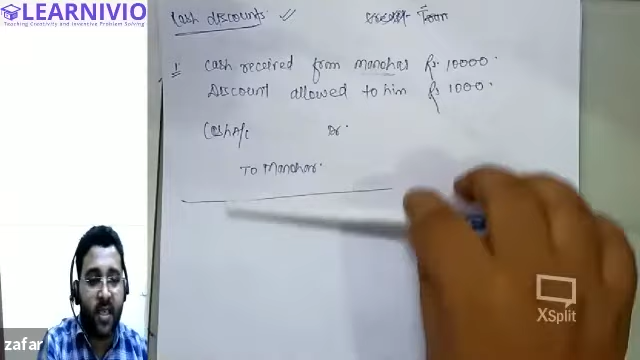 LEARNIVIO
Teaching Creativity and Inventive Problem Solving
Cash discounts
1. Cash received from Manohar Rs. 10000.
Discount allowed to him Rs 1000.
Cash A/c Dr.
To Manohar.
XSplit
zafar